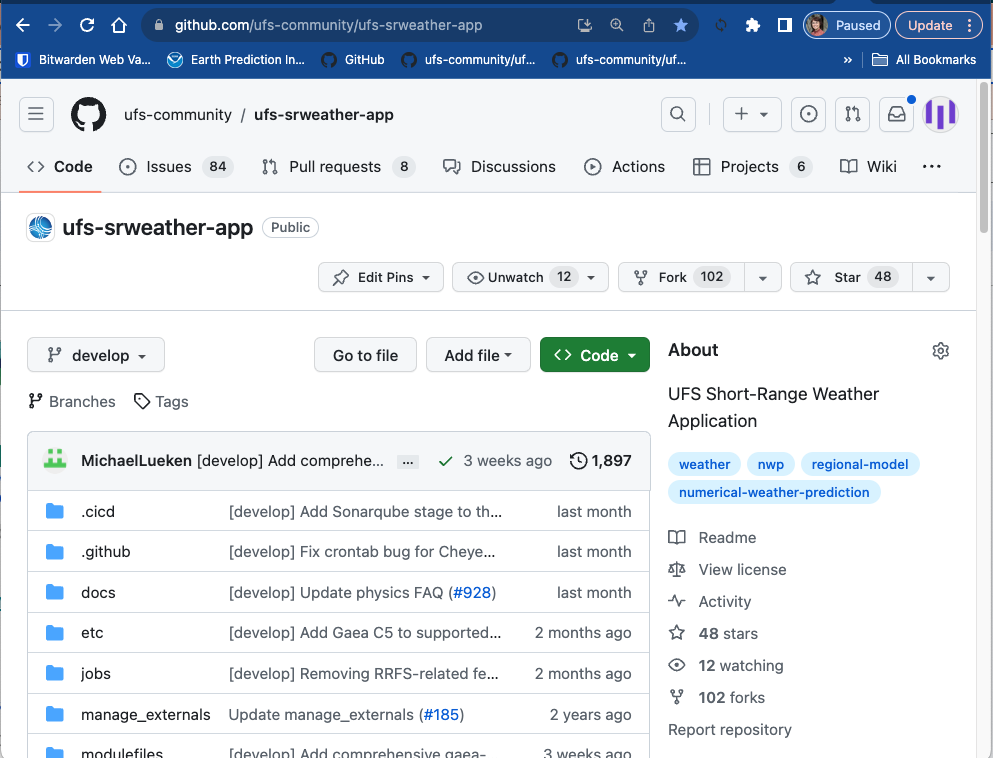 github.com/ufs-community/ufs-srweather-app
Paused
Update
Bitwarden Web Va...
Earth Prediction In...
GitHub
ufs-community/uf...
ufs-community/uf...
»
All Bookmarks
ufs-community / ufs-srweather-app
Code
Issues 84
Pull requests 8
Discussions
Actions
Projects 6
Wiki
ufs-srweather-app Public
Edit Pins
Unwatch 12
Fork 102
Star 48
develop
Go to file
Add file
Code
Branches
Tags
MichaelLueken [develop] Add comprehe... ... 3 weeks ago 1,897
.cicd [develop] Add Sonarqube stage to th... last month
.github [develop] Fix crontab bug for Cheye... last month
docs [develop] Update physics FAQ (#928) last month
etc [develop] Add Gaea C5 to supported... 2 months ago
jobs [develop] Removing RRFS-related fe... 2 months ago
manage_externals Update manage_externals (#185) 2 years ago
modulefiles [develop] Add comprehensive gaea- 3 weeks ago
About
UFS Short-Range Weather
Application
weather nwp regional-model
numerical-weather-prediction
Readme
View license
Activity
48 stars
12 watching
102 forks
Report repository